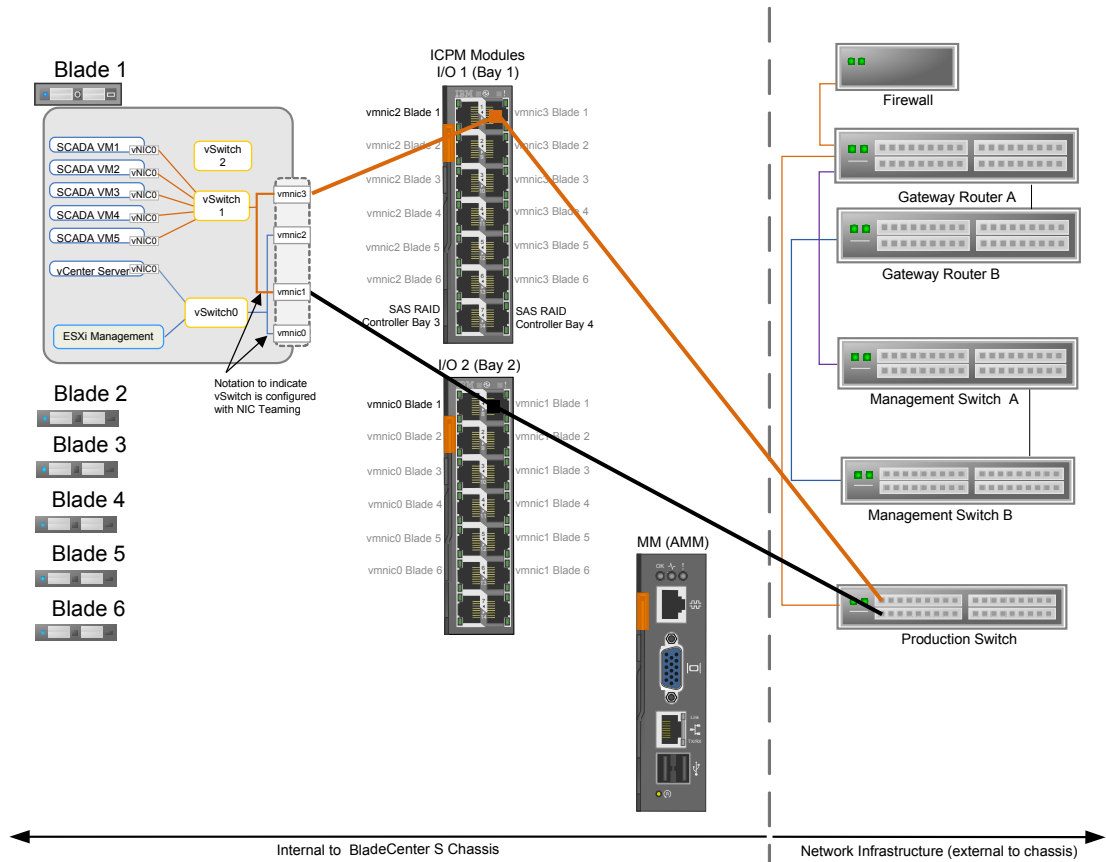 ICPM Modules
I/O 1 (Bay 1)
Blade 1
IBM
Firewall
vmnic2 Blade 1
vmnic3 Blade 1
SCADA VM1
vNIC0
vSwitch
2
vmnic2 Blade 2
vmnic3 Blade 2
SCADA VM2
vNIC0
SCADA VM3
vNIC0
vSwitch
1
vmnic3
vmnic2 Blade 3
vmnic3 Blade 3
Gateway Router A
SCADA VM4
vNIC0
vmnic2 Blade 4
vmnic3 Blade 4
SCADA VM5
vNIC0
vmnic2
vmnic2 Blade 5
vmnic3 Blade 5
vCenter Server
vNIC0
vmnic2 Blade 6
vmnic3 Blade 6
Gateway Router B
vmnic1
vSwitch0
SAS RAID
Controller Bay 3
SAS RAID
Controller Bay 4
ESXi Management
vmnic0
I/O 2 (Bay 2)
IBM
Notation to indicate
vSwitch is configured
with NIC Teaming
Blade 2
vmnic0 Blade 1
vmnic1 Blade 1
Management Switch A
vmnic0 Blade 2
vmnic1 Blade 2
Blade 3
vmnic0 Blade 3
vmnic1 Blade 3
Blade 4
vmnic0 Blade 4
vmnic1 Blade 4
Management Switch B
Blade 5
vmnic0 Blade 5
vmnic1 Blade 5
MM (AMM)
OK
!
vmnic0 Blade 6
vmnic1 Blade 6
Blade 6
Production Switch
Link
TX/RX
Internal to BladeCenter S Chassis
Network Infrastructure (external to chassis)